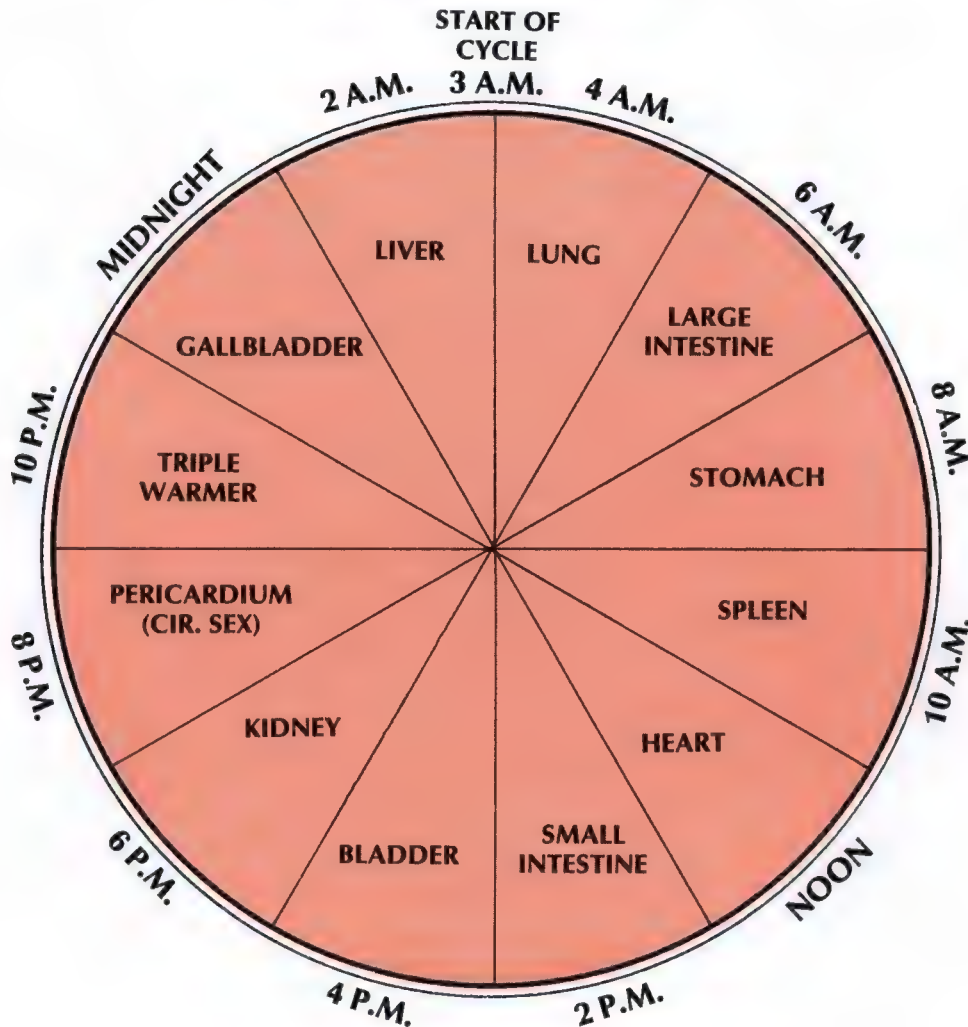 START OF
CYCLE
3 A.M.
4 A.M.
6 A.M.
8 A.M.
10 A.M.
NOON
2 P.M.
4 P.M.
6 P.M.
8 P.M.
10 P.M.
MIDNIGHT
2 A.M.
LUNG
LARGE
INTESTINE
STOMACH
SPLEEN
HEART
SMALL
INTESTINE
BLADDER
KIDNEY
PERICARDIUM
(CIR. SEX)
TRIPLE
WARMER
GALLBLADDER
LIVER